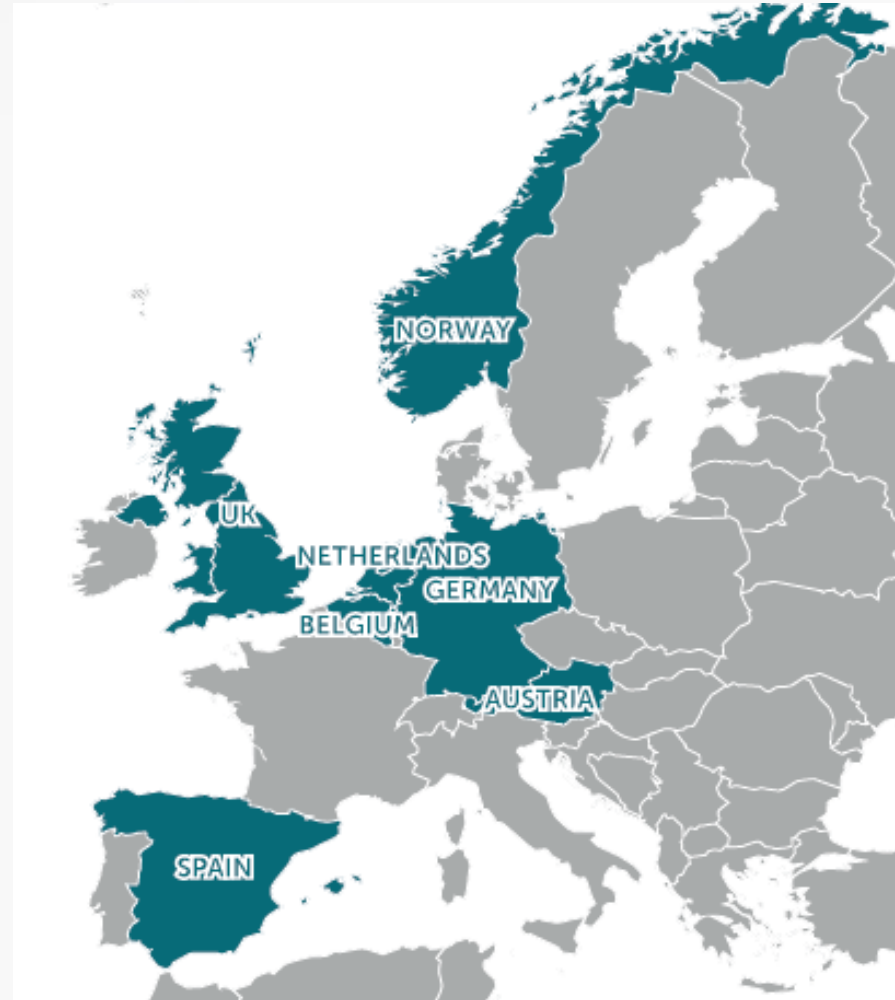 NORWAY
UK
NETHERLANDS
GERMANY
BELGIUM
AUSTRIA
SPAIN